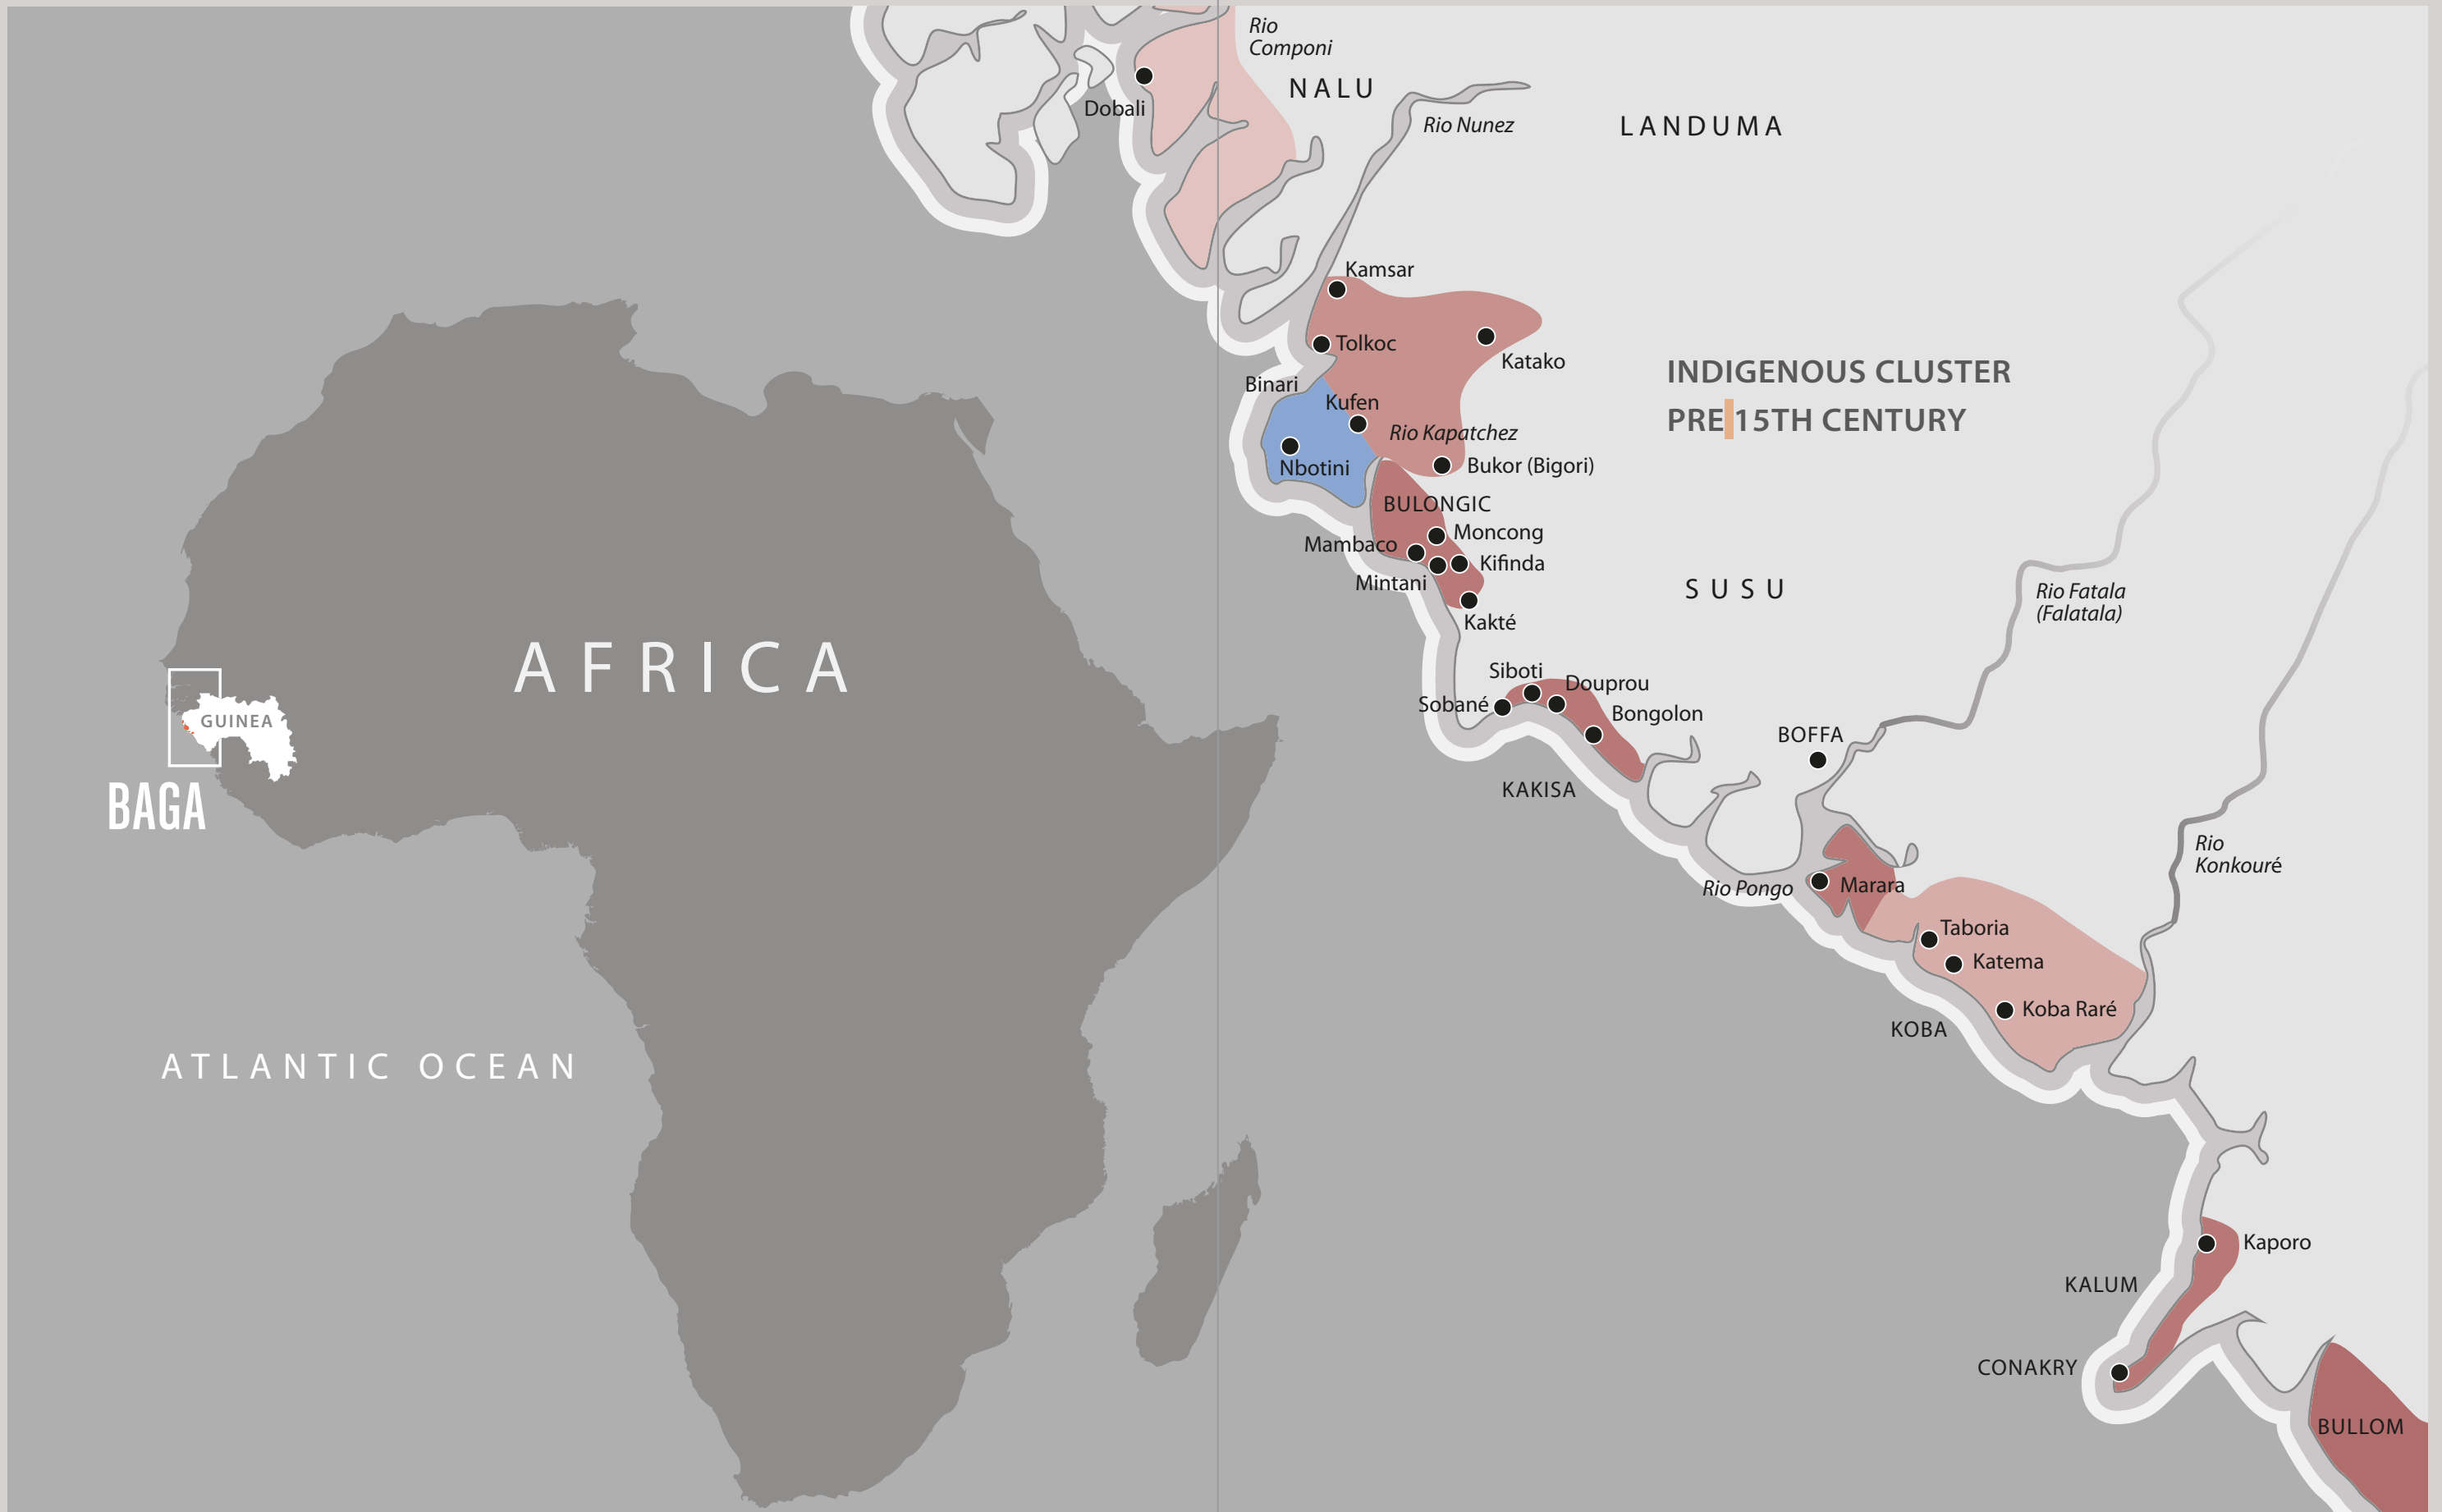 Rio
Componi
NALU
Dobali
Rio Nunez
LANDUMA
Kamsar
Tolkoc
Katako
Binari
Kufen
Rio Kapatchez
Nbotini
Bukor (Bigori)
INDIGENOUS CLUSTER
PRE 15TH CENTURY
BULONGIC
Moncong
Mambaco
Kifinda
Mintani
Kakté
SUSU
Rio Fatala
(Falatala)
AFRICA
GUINEA
BAGA
Siboti
Douprou
Sobané
Bongolon
BOFFA
KAKISA
Rio
Konkouré
Rio Pongo
Marara
Taboria
Katema
Koba Raré
KOBA
ATLANTIC OCEAN
Kaporo
KALUM
CONAKRY
BULLOM